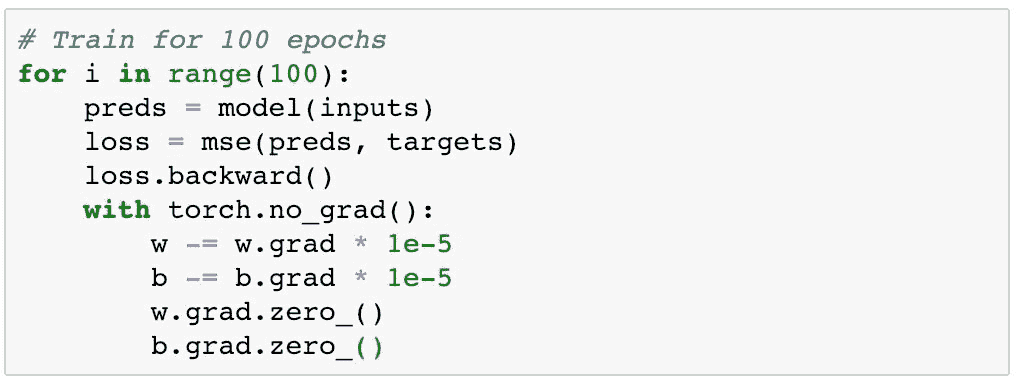 # Train for 100 epochs
for i in range(100):
    preds = model(inputs)
    loss = mse(preds, targets)
    loss.backward()
    with torch.no_grad():
        w -= w.grad * 1e-5
        b -= b.grad * 1e-5
        w.grad.zero_()
        b.grad.zero_()